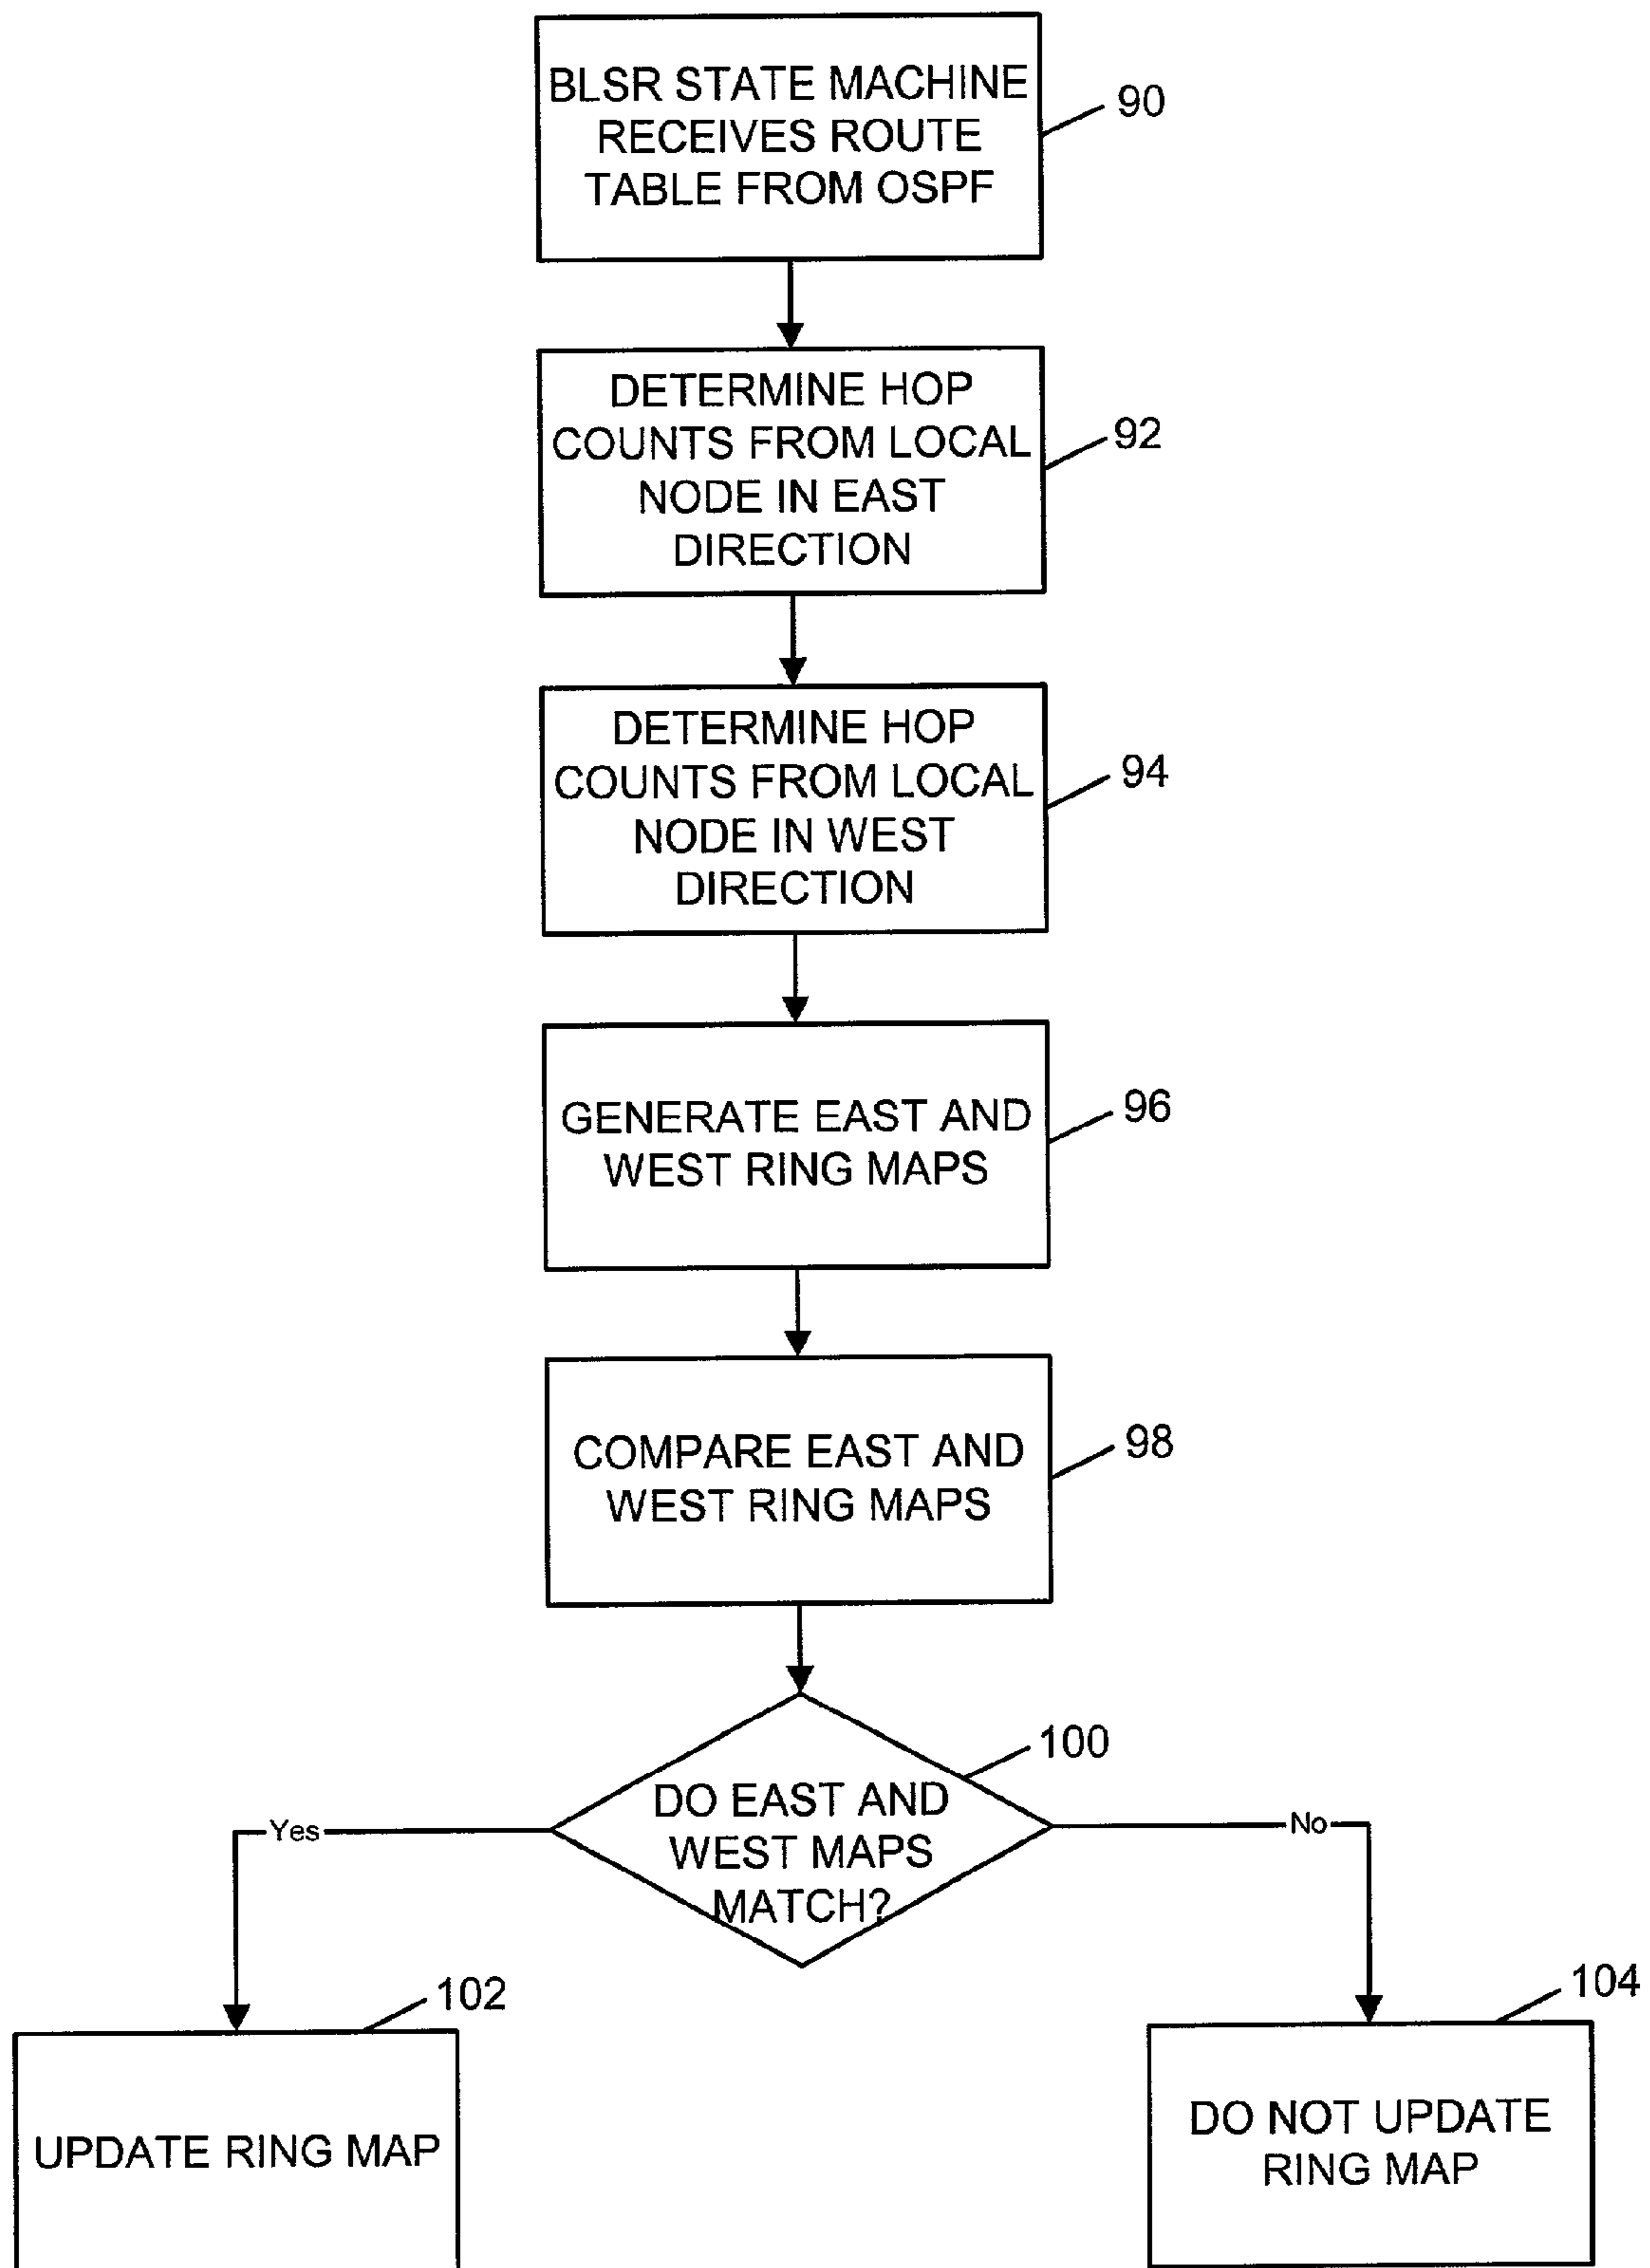 BLSR STATE MACHINE
RECEIVES ROUTE
TABLE FROM OSPF
90
DETERMINE HOP
COUNTS FROM LOCAL
NODE IN EAST
DIRECTION
92
DETERMINE HOP
COUNTS FROM LOCAL
NODE IN WEST
DIRECTION
94
GENERATE EAST AND
WEST RING MAPS
96
COMPARE EAST AND
WEST RING MAPS
98
DO EAST AND
WEST MAPS
MATCH?
100
Yes
No
102
UPDATE RING MAP
104
DO NOT UPDATE
RING MAP